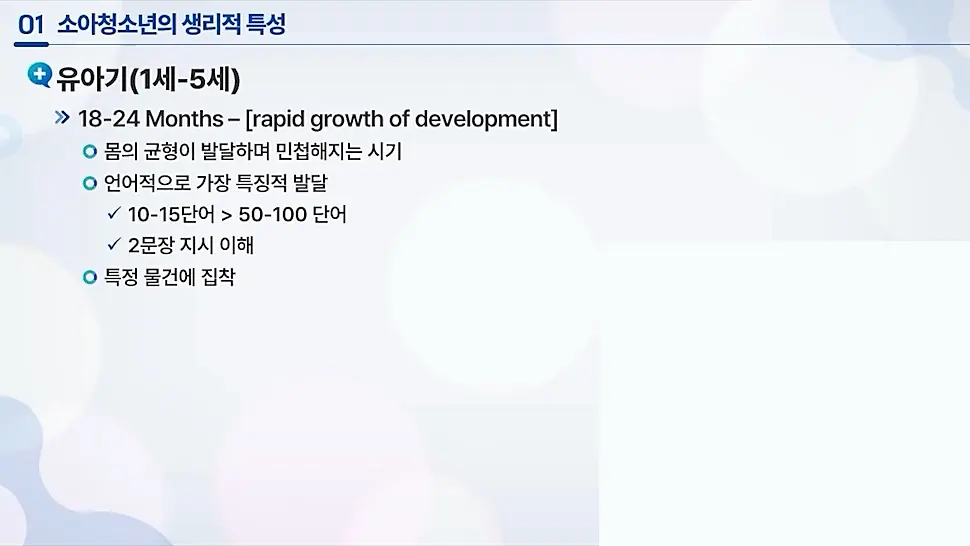 01 소아청소년의 생리적 특성
유아기(1세-5세)
18-24 Months – [rapid growth of development]
몸의 균형이 발달하며 민첩해지는 시기
언어적으로 가장 특징적 발달
10-15단어 > 50-100 단어
2문장 지시 이해
특정 물건에 집착